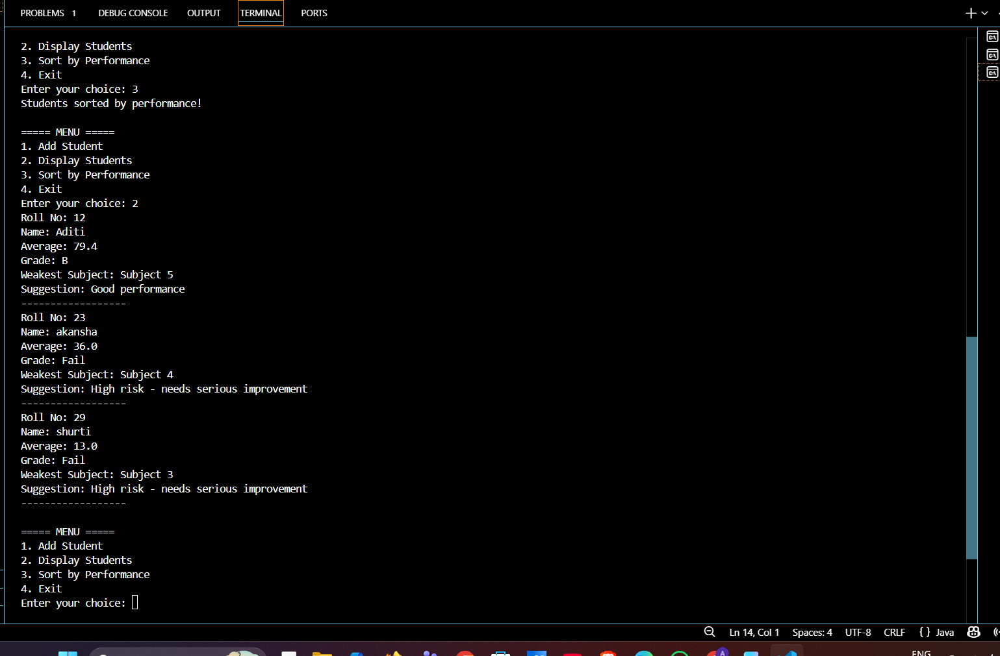 PROBLEMS 1 DEBUG CONSOLE OUTPUT TERMINAL PORTS
2. Display Students
3. Sort by Performance
4. Exit
Enter your choice: 3
Students sorted by performance!
===== MENU =====
1. Add Student
2. Display Students
3. Sort by Performance
4. Exit
Enter your choice: 2
Roll No: 12
Name: Aditi
Average: 79.4
Grade: B
Weakest Subject: Subject 5
Suggestion: Good performance
------------------
Roll No: 23
Name: akansha
Average: 36.0
Grade: Fail
Weakest Subject: Subject 4
Suggestion: High risk - needs serious improvement
------------------
Roll No: 29
Name: shurti
Average: 13.0
Grade: Fail
Weakest Subject: Subject 3
Suggestion: High risk - needs serious improvement
------------------
===== MENU =====
1. Add Student
2. Display Students
3. Sort by Performance
4. Exit
Enter your choice:
Ln 14, Col 1 Spaces: 4 UTF-8 CRLF { } Java
ENG